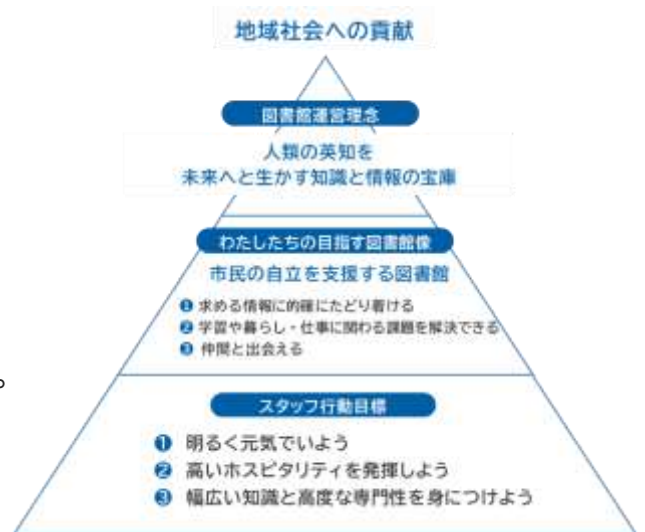 地域社会への貢献
図書館運営理念
人類の英知を
未来へと生かす知識と情報の宝庫
わたしたちの目指す図書館像
市民の自立を支援する図書館
❶ 求める情報に的確にたどり着ける
❷ 学習や暮らし・仕事に関わる課題を解決できる
❸ 仲間と出会える
。
スタッフ行動目標
❶ 明るく元気でいよう
❷ 高いホスピタリティを発揮しよう
❸ 幅広い知識と高度な専門性を身につけよう